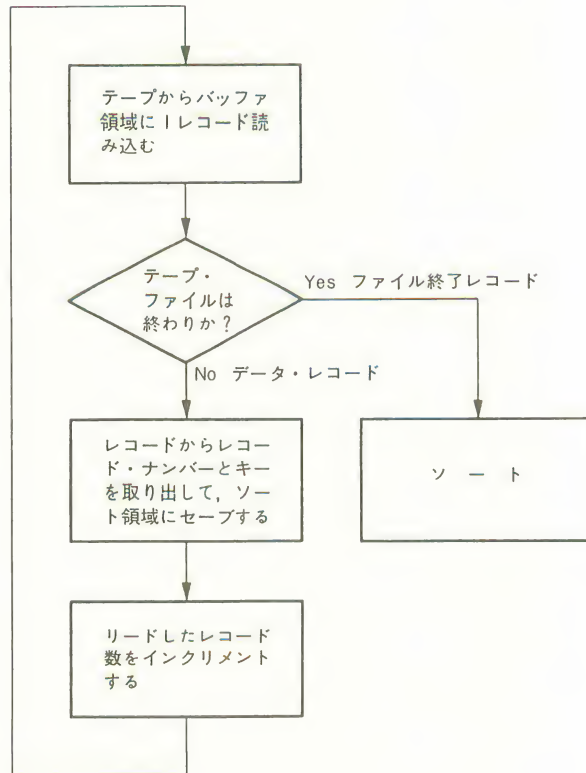 テープからバッファ
領域に1レコード読
み込む
テープ・
ファイルは
終わりか?
Yes ファイル終了レコード
No データ・レコード
レコードからレコー
ド・ナンバーとキー
を取り出して，ソー
ト領域にセーブする
ソート
リードしたレコード
数をインクリメント
する